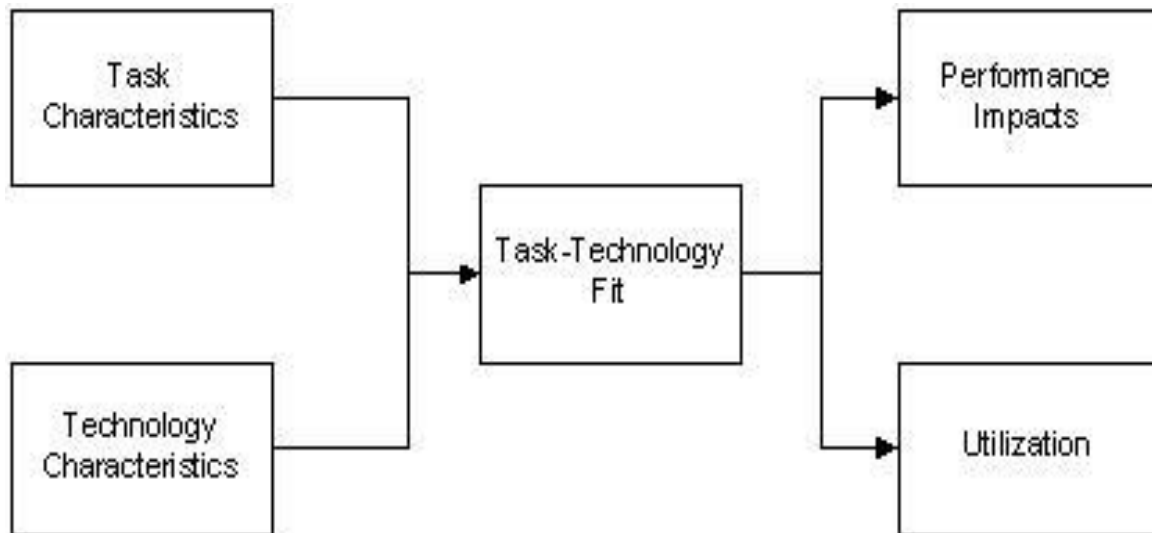 Task
Characteristics
Performance
Impacts
Task-Technology
Fit
Technology
Characteristics
Utilization